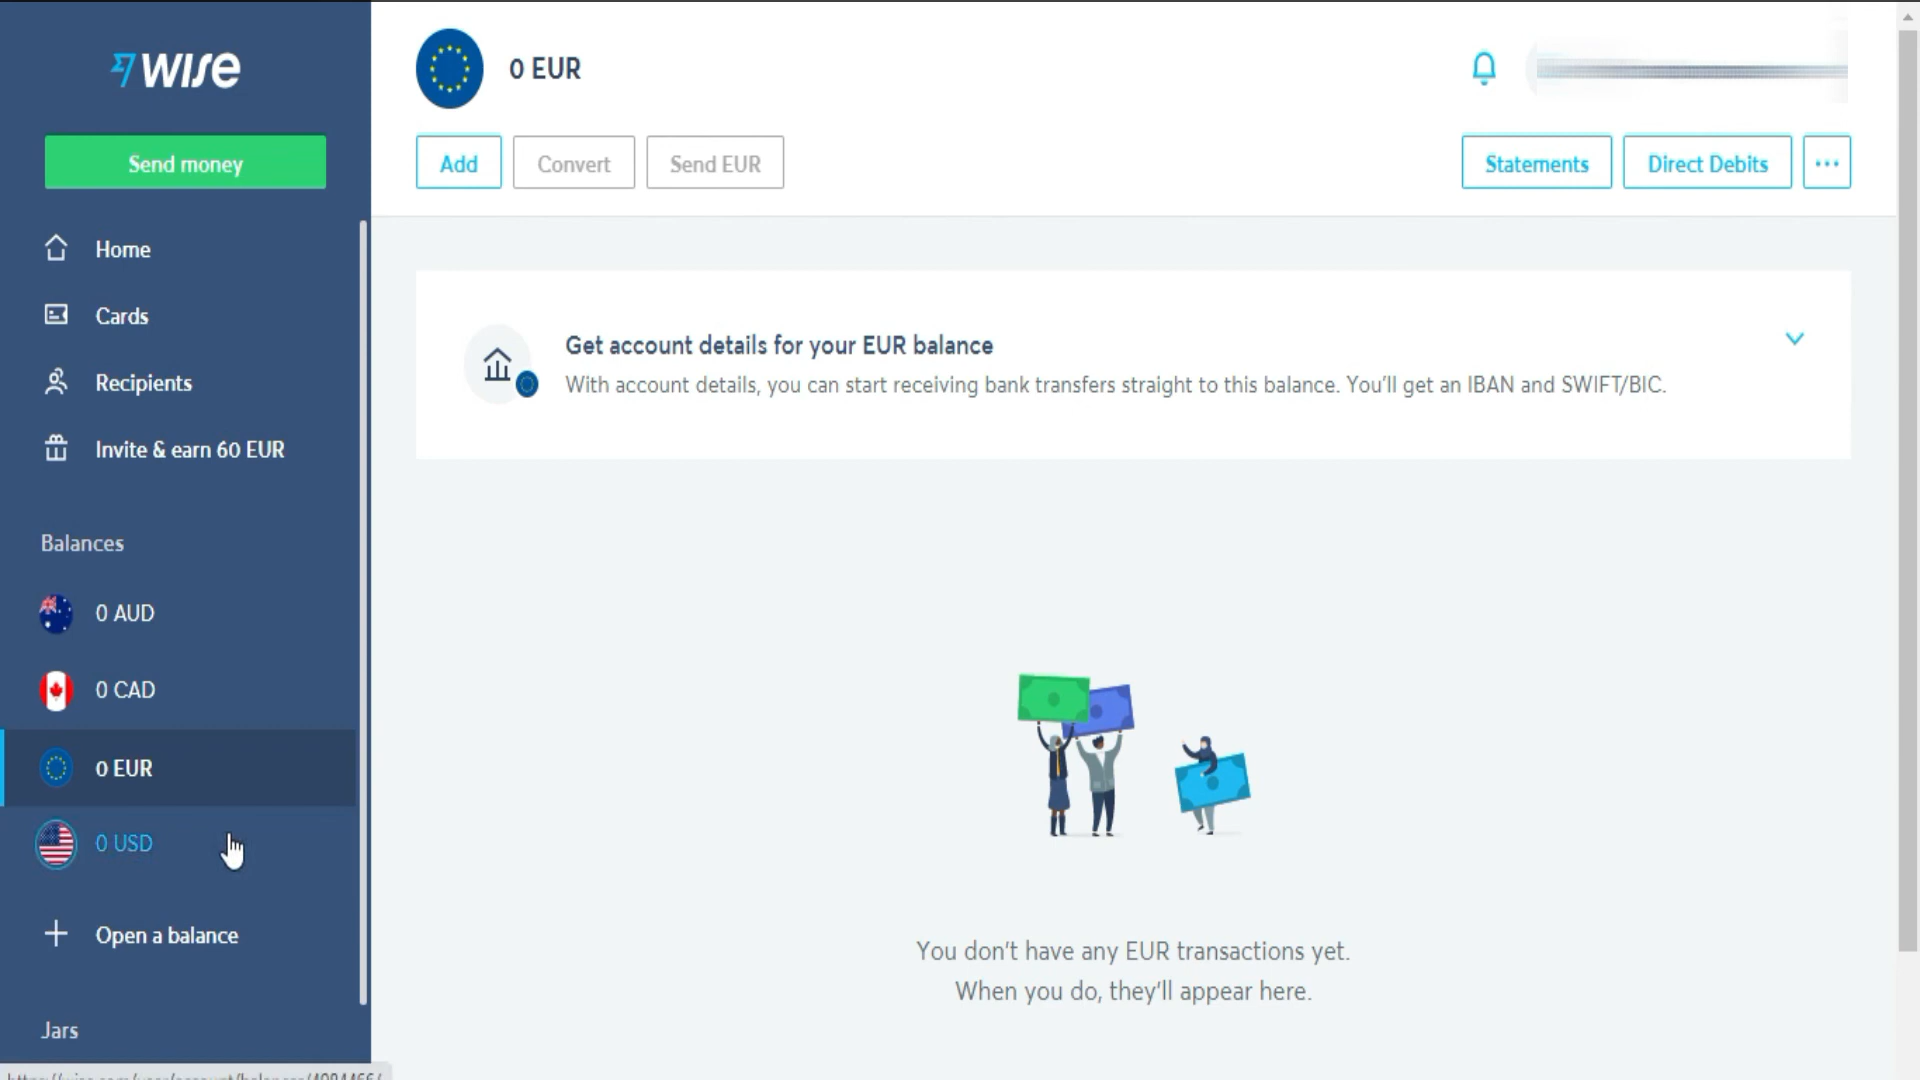 WISE
Send money
Home
Cards
Recipients
Invite & earn 60 EUR
Balances
0 AUD
0 CAD
0 EUR
0 USD
Open a balance
Jars
0 EUR
Add
Convert
Send EUR
Statements
Direct Debits
Get account details for your EUR balance
With account details, you can start receiving bank transfers straight to this balance. You'll get an IBAN and SWIFT/BIC.
You don't have any EUR transactions yet.
When you do, they'll appear here.